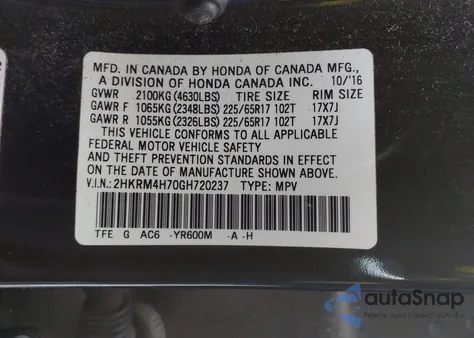 MFD. IN CANADA BY HONDA OF CANADA MFG.,
A DIVISION OF HONDA CANADA INC. 10/'16
GVWR 2100KG (4630LBS) TIRE SIZE RIM SIZE
GAWR F 1065KG (2348LBS) 225/65R17 102T 17X7J
GAWR R 1055KG (2326LBS) 225/65R17 102T 17X7J
THIS VEHICLE CONFORMS TO ALL APPLICABLE
FEDERAL MOTOR VEHICLE SAFETY
AND THEFT PREVENTION STANDARDS IN EFFECT
ON THE DATE OF MANUFACTURE SHOWN ABOVE.
V.I.N.: 2HKRM4H70GH720237 TYPE: MPV
TFE G AC6 -YR600M -A -H
autoSnap